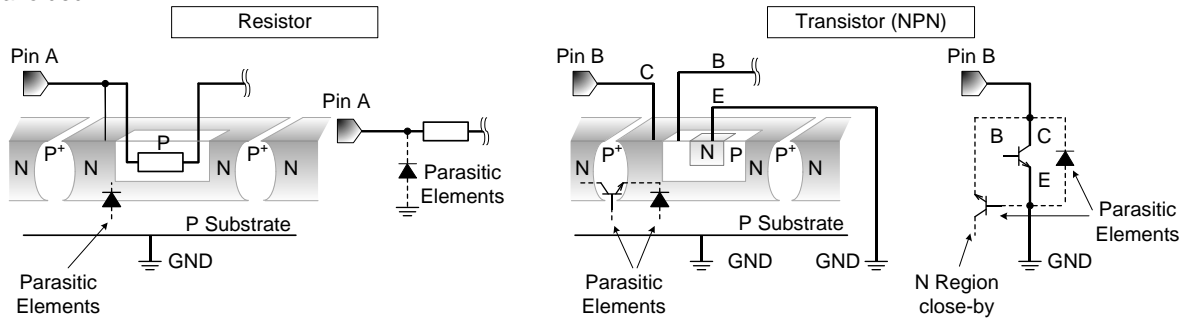 Resistor
Transistor (NPN)
Pin A
Pin A
P
N
P+
N
P+
N
N
Parasitic
Elements
P Substrate
GND
Parasitic
Elements
Pin B
C
B
E
N
P+
N
N
P
P+
N
N
P Substrate
GND
GND
Parasitic
Elements
Pin B
B
C
E
Parasitic
Elements
GND
N Region
close-by